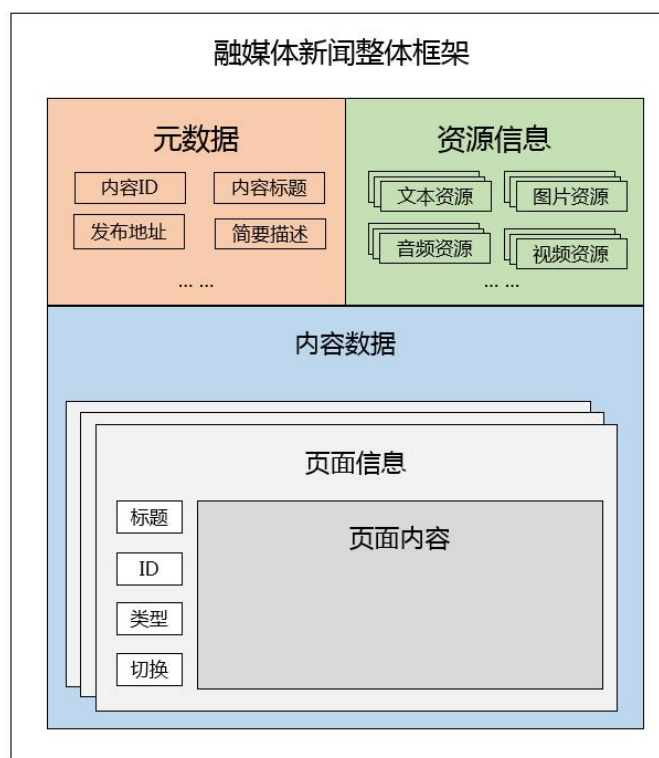 融媒体新闻整体框架
元数据
内容ID 内容标题
发布地址 简要描述
... ...
资源信息
文本资源 图片资源
音频资源 视频资源
... ...
内容数据
页面信息
标题
ID
类型
切换
页面内容